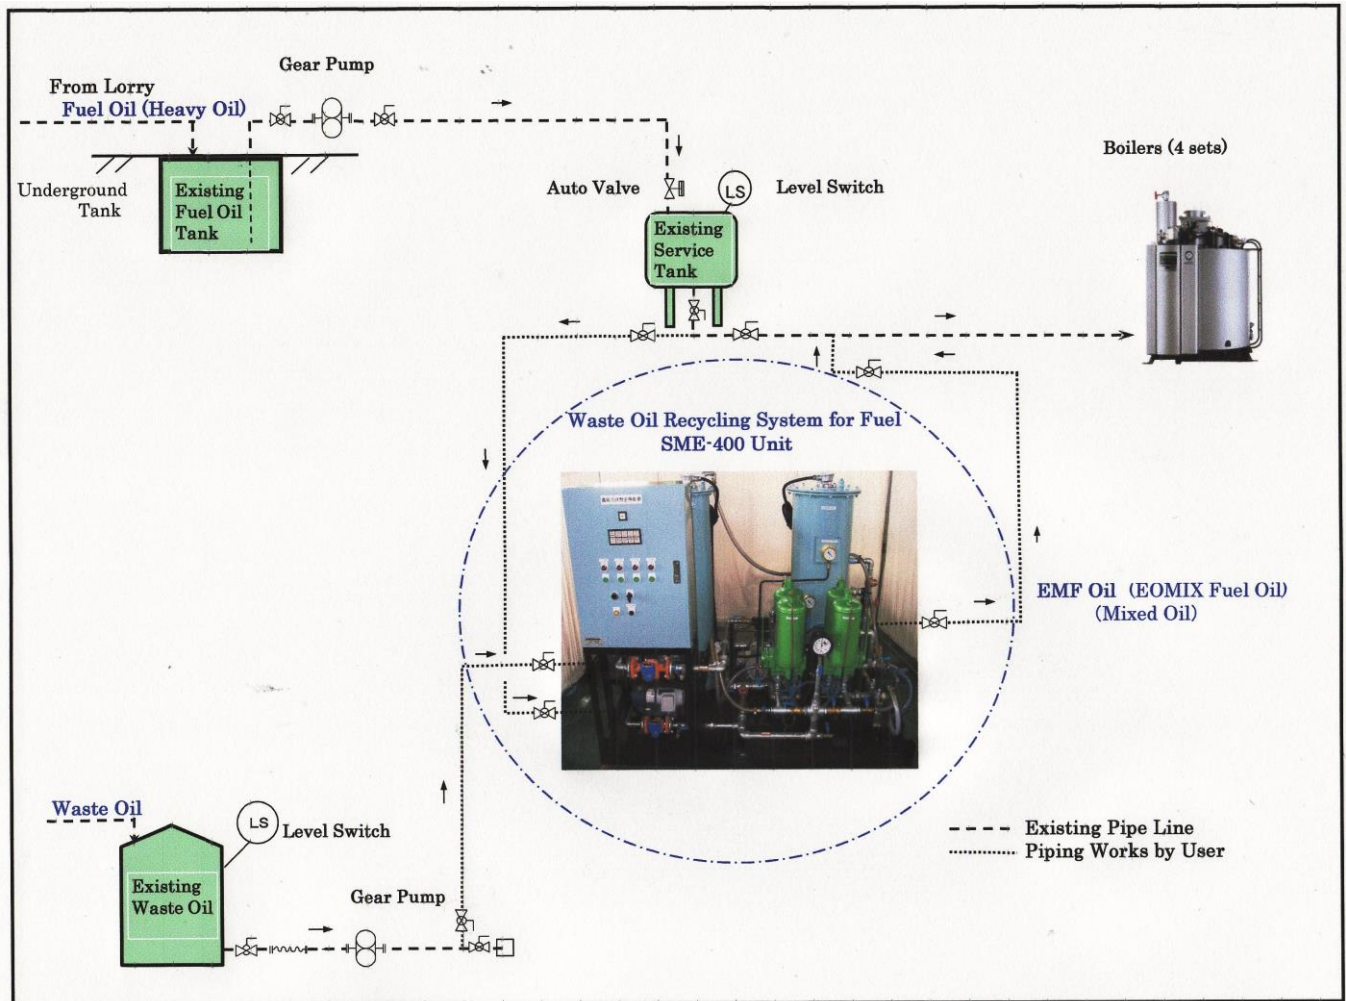 Gear Pump
From Lorry
Fuel Oil (Heavy Oil)
Boilers (4 sets)
Underground
Tank
Existing
Fuel Oil
Tank
Auto Valve
LS
Level Switch
Existing
Service
Tank
Waste Oil Recycling System for Fuel
SME-400 Unit
EMF Oil (EOMIX Fuel Oil)
(Mixed Oil)
Waste Oil
LS
Level Switch
Existing Pipe Line
Piping Works by User
Existing
Waste Oil
Gear Pump